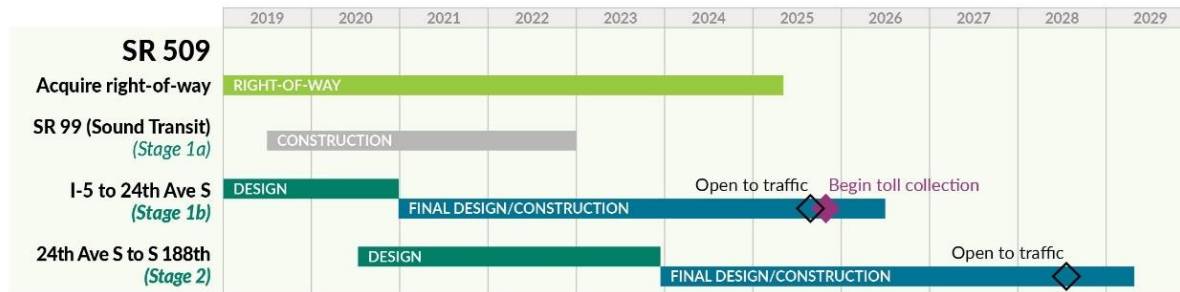 2019 2020 2021 2022 2023 2024 2025 2026 2027 2028 2029
SR 509
Acquire right-of-way
RIGHT-OF-WAY
SR 99 (Sound Transit)
(Stage 1a)
CONSTRUCTION
I-5 to 24th Ave S
(Stage 1b)
DESIGN
Open to traffic
Begin toll collection
FINAL DESIGN/CONSTRUCTION
24th Ave S to S 188th
(Stage 2)
DESIGN
Open to traffic
FINAL DESIGN/CONSTRUCTION